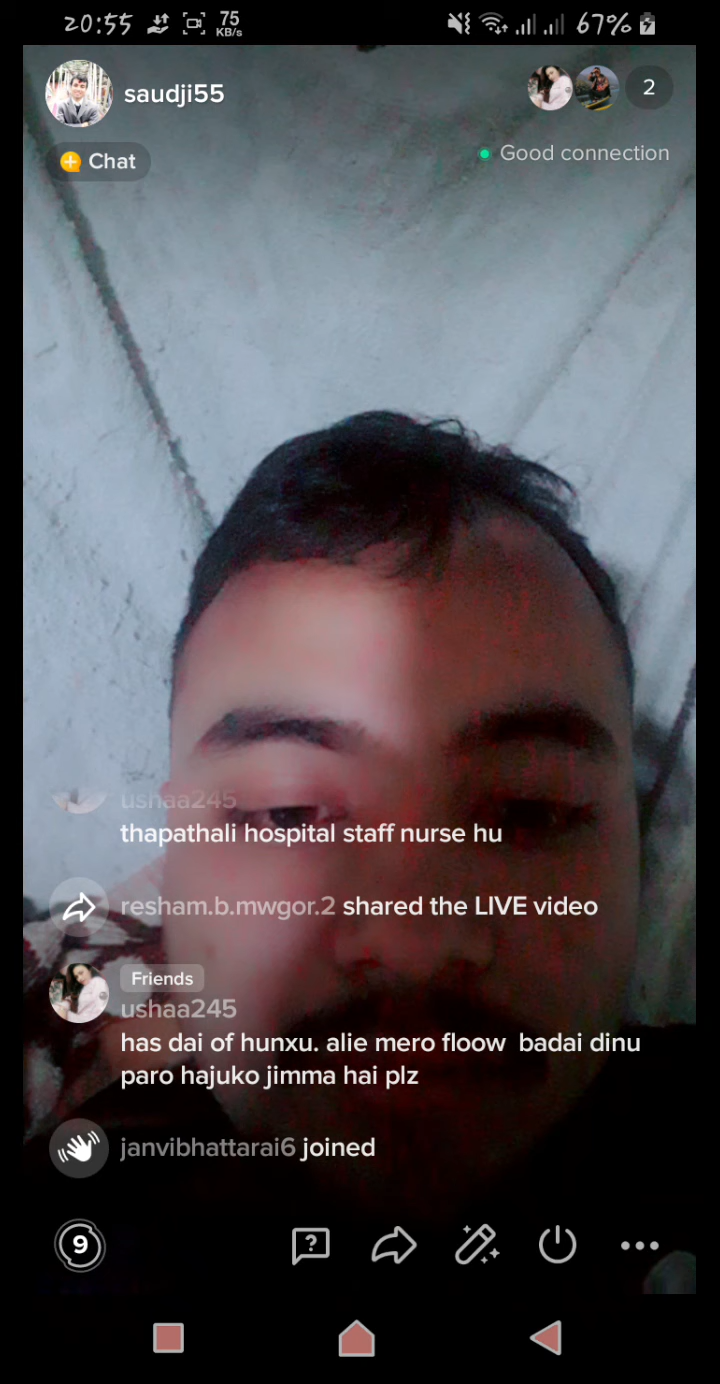 20:55
75
KB/s
67%
saudji55
2
Chat
Good connection
ushaa245
thapathali hospital staff nurse hu
resham.b.mwgor.2 shared the LIVE video
Friends
ushaa245
has dai of hunxu. alie mero floow badai dinu
paro hajuko jimma hai plz
janvibhattarai6 joined
9
?